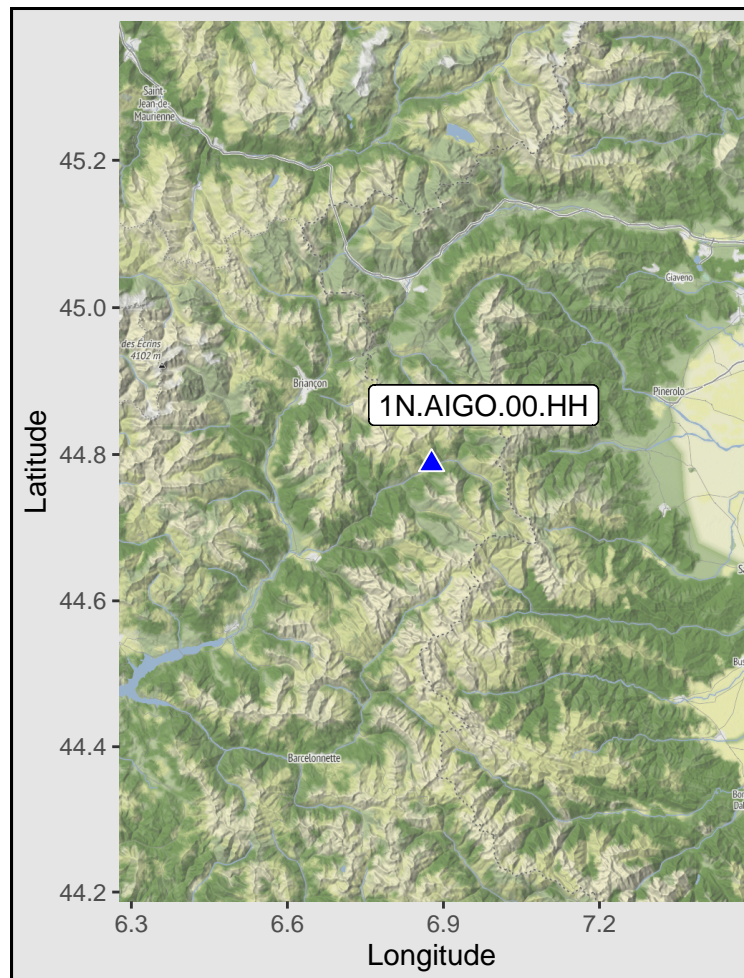 Saint
Jean-de-
Maurienne
45.2
Giaveno
45.0
des Écrins
4102 m
Briançon
Pinerolo
1N.AIGO.00.HH
44.8
Latitude
44.6
44.4
Barcelonnette
44.2
6.3
6.6
6.9
7.2
Longitude